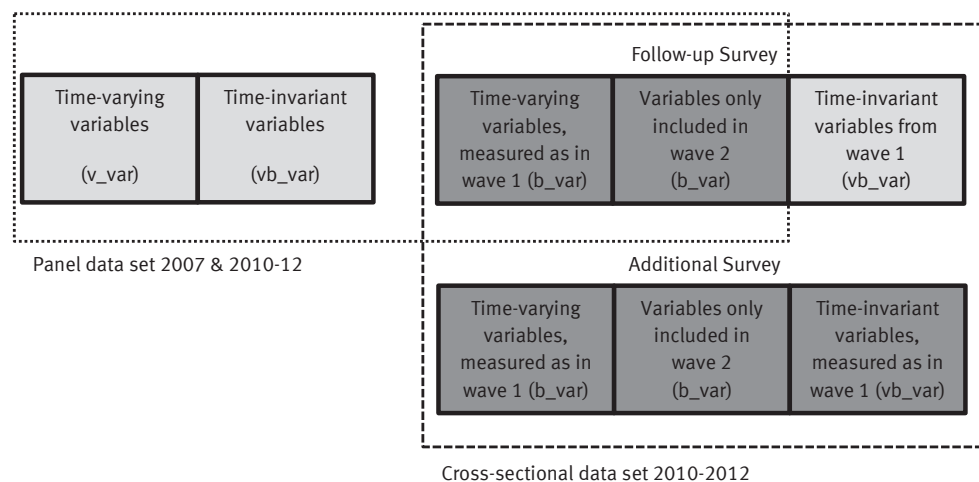 Follow-up Survey
Time-varying
variables
(v_var)
Time-invariant
variables
(vb_var)
Time-varying
variables,
measured as in
wave 1 (b_var)
Variables only
included in
wave 2
(b_var)
Time-invariant
variables from
wave 1
(vb_var)
Panel data set 2007 & 2010-12
Additional Survey
Time-varying
variables,
measured as in
wave 1 (b_var)
Variables only
included in
wave 2
(b_var)
Time-invariant
variables,
measured as in
wave 1 (vb_var)
Cross-sectional data set 2010-2012